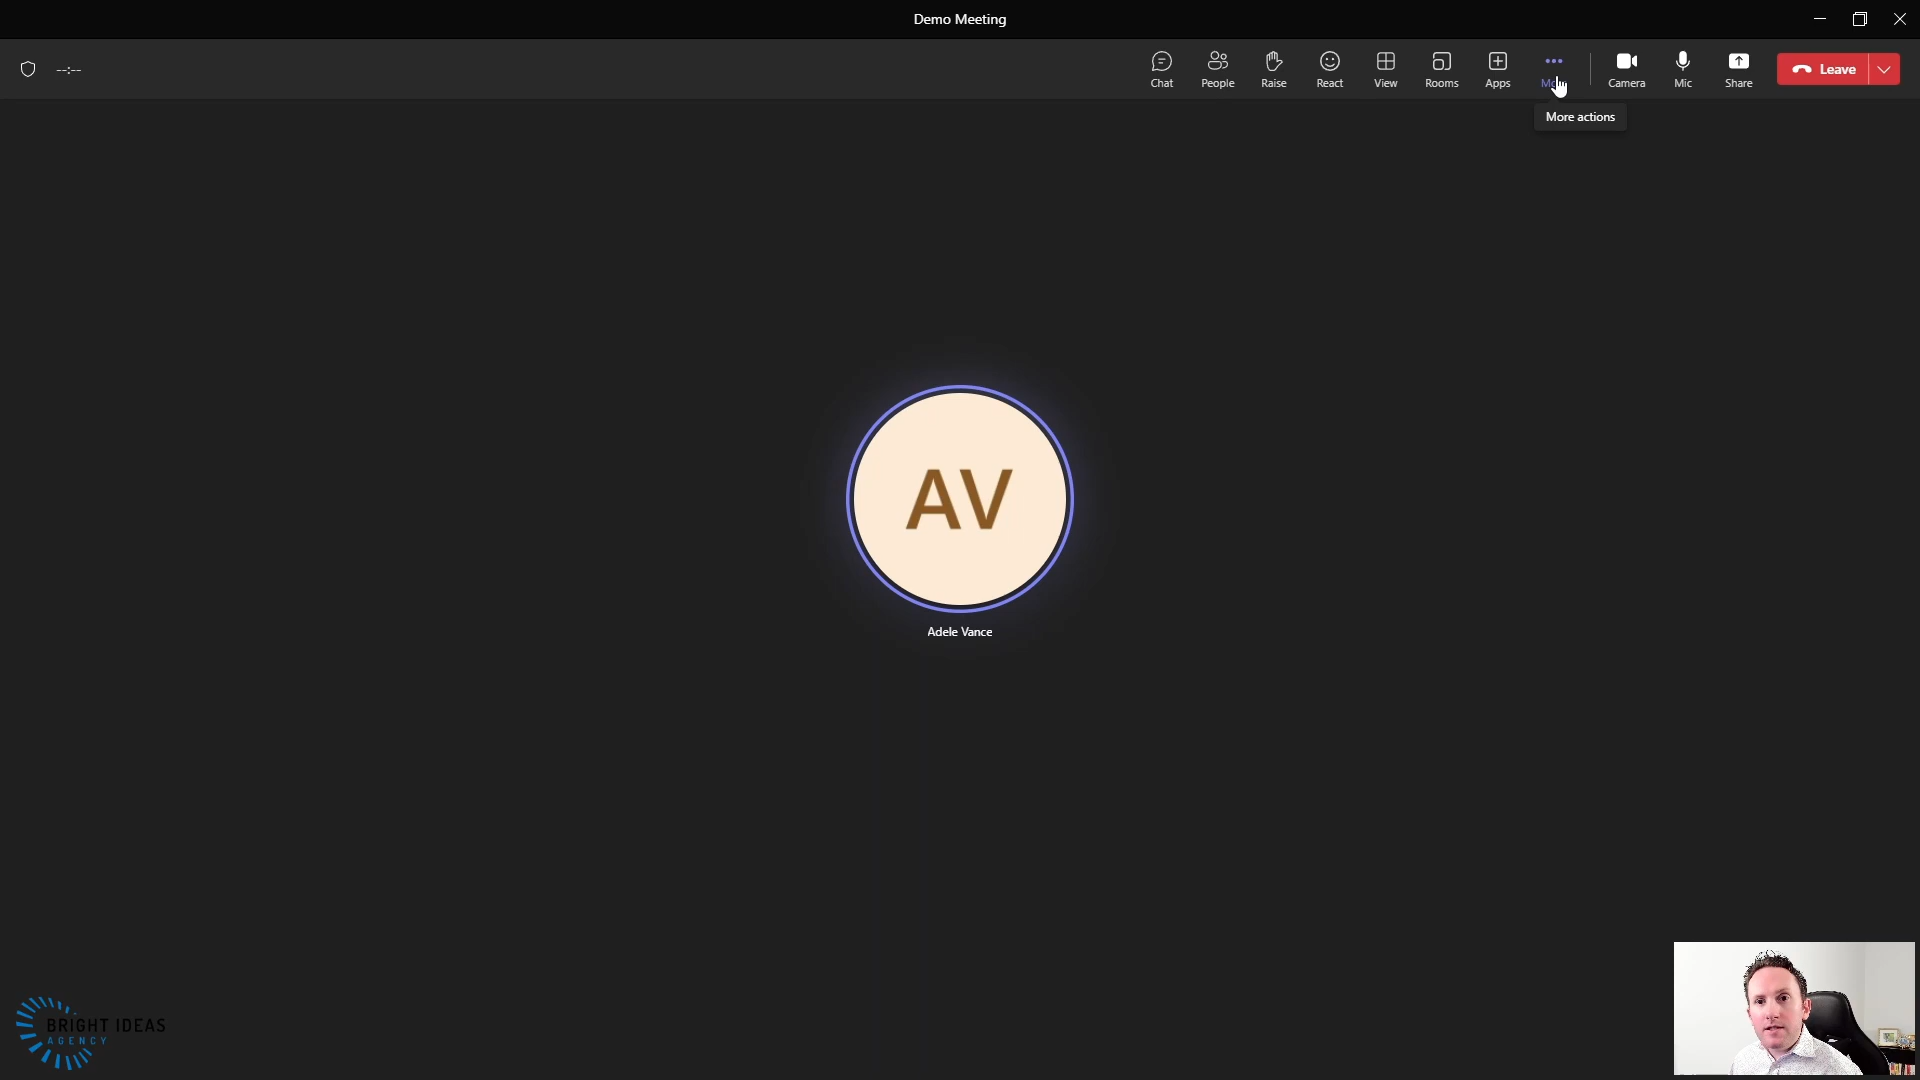 Demo Meeting
--:--
Chat
People
Raise
React
View
Rooms
Apps
Camera
Mic
Share
Leave
More actions
AV
Adele Vance
BRIGHT IDEAS
AGENCY